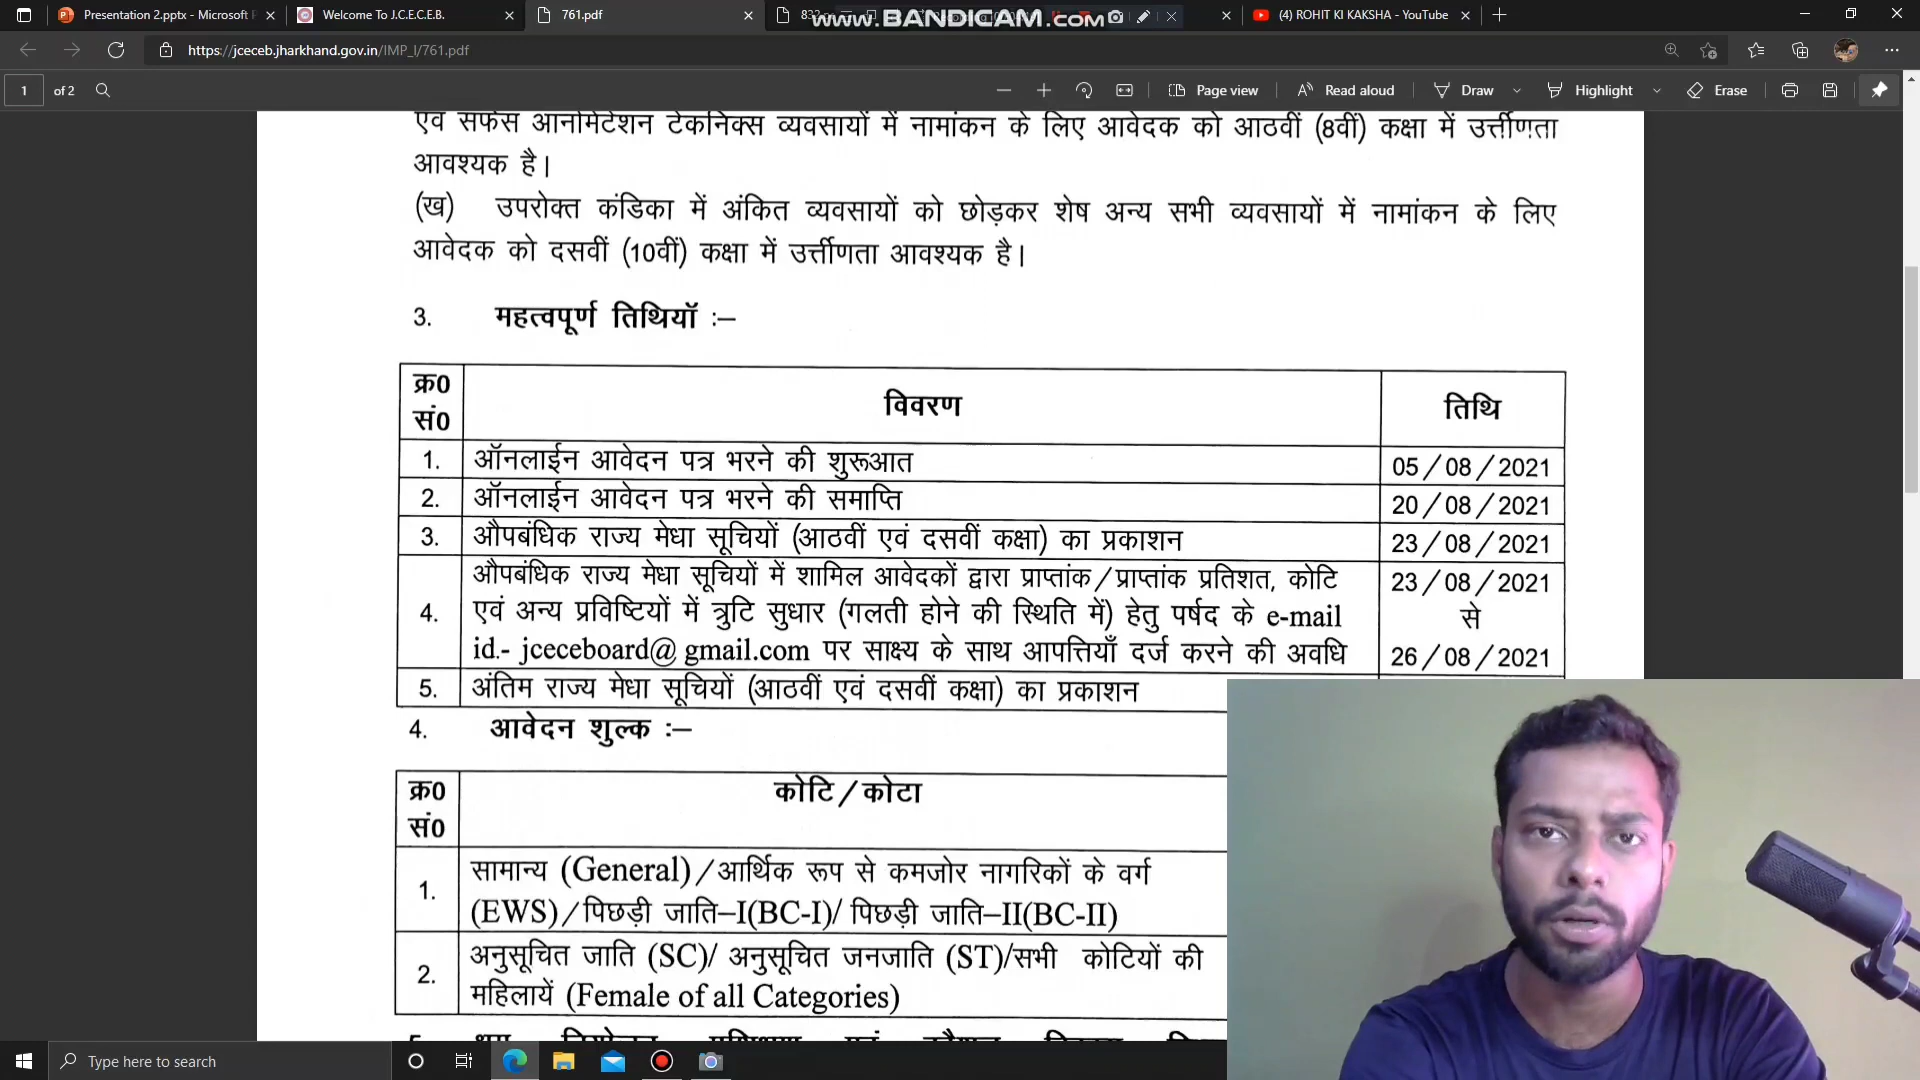 Presentation 2.pptx - Microsoft P
Welcome To J.C.E.C.E.B.
761.pdf
www.BANDICAM.com
(4) ROHIT KI KAKSHA - YouTube
https://jceceb.jharkhand.gov.in/IMP_I/761.pdf
1 of 2
Page view
Read aloud
Draw
Highlight
Erase
एवं सर्फेस आर्नामेंटेशन टेकनिक्स व्यवसायों में नामांकन के लिए आवेदक को आठवीं (8वीं) कक्षा में उर्त्तीणता
आवश्यक है।
(ख) उपरोक्त कंडिका में अंकित व्यवसायों को छोड़कर शेष अन्य सभी व्यवसायों में नामांकन के लिए
आवेदक को दसवीं (10वीं) कक्षा में उर्त्तीणता आवश्यक है।
3. महत्वपूर्ण तिथियॉ :–
क्र0 सं0 विवरण तिथि
1. ऑनलाईन आवेदन पत्र भरने की शुरूआत 05/08/2021
2. ऑनलाईन आवेदन पत्र भरने की समाप्ति 20/08/2021
3. औपबंधिक राज्य मेधा सूचियों (आठवीं एवं दसवीं कक्षा) का प्रकाशन 23/08/2021
औपबंधिक राज्य मेधा सूचियों में शामिल आवेदकों द्वारा प्राप्तांक/प्राप्तांक प्रतिशत, कोटि 23/08/2021
4. एवं अन्य प्रविष्टियों में त्रुटि सुधार (गलती होने की स्थिति में) हेतु पर्षद के e-mail से
id.- jceceboard@ gmail.com पर साक्ष्य के साथ आपत्तियाँ दर्ज करने की अवधि 26/08/2021
5. अंतिम राज्य मेधा सूचियों (आठवीं एवं दसवीं कक्षा) का प्रकाशन
4. आवेदन शुल्क :–
क्र0 सं0 कोटि/कोटा
1. सामान्य (General)/आर्थिक रूप से कमजोर नागरिकों के वर्ग
(EWS)/पिछड़ी जाति–I(BC-I)/ पिछड़ी जाति–II(BC-II)
2. अनुसूचित जाति (SC)/ अनुसूचित जनजाति (ST)/सभी कोटियों की
महिलायें (Female of all Categories)
Type here to search